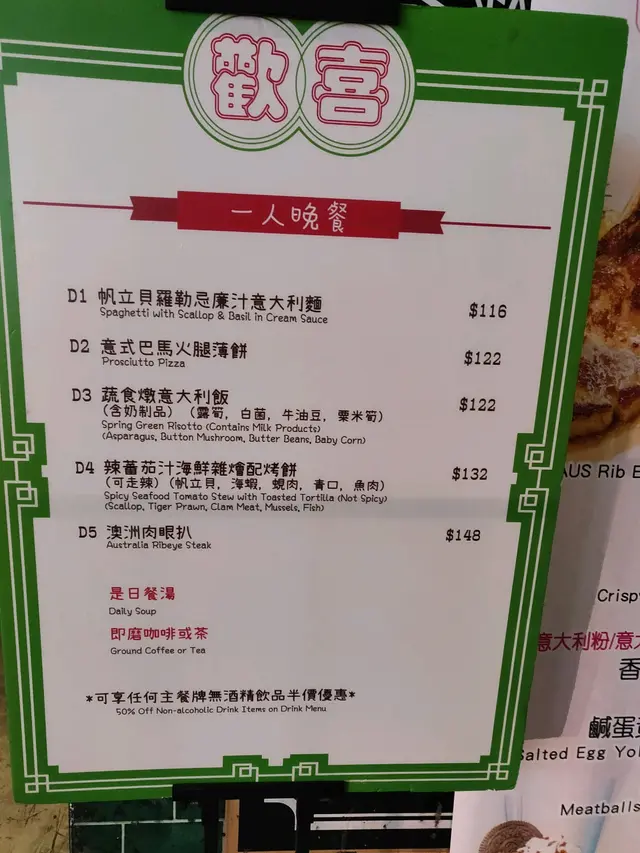 歡喜
一人晚餐
D1 帆立貝羅勒忌廉汁意大利麵 $116
Spaghetti with Scallop & Basil in Cream Sauce
D2 意式巴馬火腿薄餅 $122
Prosciutto Pizza
D3 蔬食燉意大利飯 $122
(含奶制品) (露筍, 白菌, 牛油豆, 粟米筍)
Spring Green Risotto (Contains Milk Products)
(Asparagus, Button Mushroom, Butter Beans, Baby Corn)
D4 辣蕃茄汁海鮮雜燴配烤餅 $132
(可走辣) (帆立貝, 海蝦, 蜆肉, 青口, 魚肉)
Spicy Seafood Tomato Stew with Toasted Tortilla (Not Spicy)
(Scallop, Tiger Prawn, Clam Meat, Mussels, Fish)
D5 澳洲肉眼扒 $148
Australia Ribeye Steak
是日餐湯
Daily Soup
即磨咖啡或茶
Ground Coffee or Tea
*可享任何主餐牌無酒精飲品半價優惠*
50% Off Non-alcoholic Drink Items on Drink Menu
AUS Rib E
Crisp
意大利粉/意
香
鹹蛋
Salted Egg Yo
Meatballs